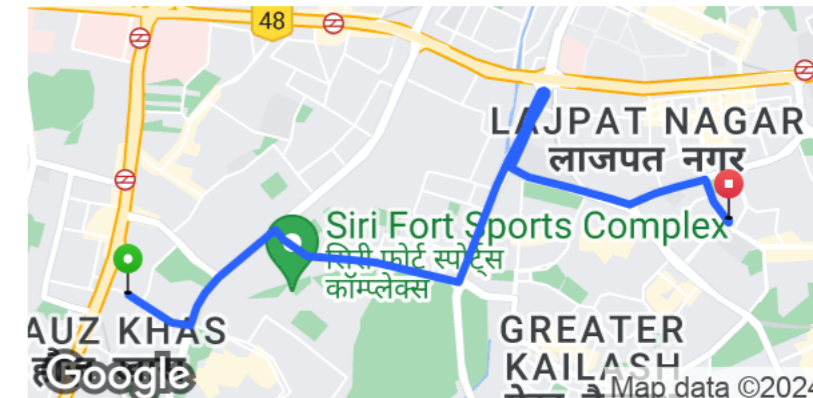 48
LAJPAT NAGAR
लाजपत नगर
Siri Fort Sports Complex
सिरी फोर्ट स्पोर्ट्स
कॉम्प्लेक्स
AUZ KHAS
GREATER
KAILASH
Google
Map data ©2024